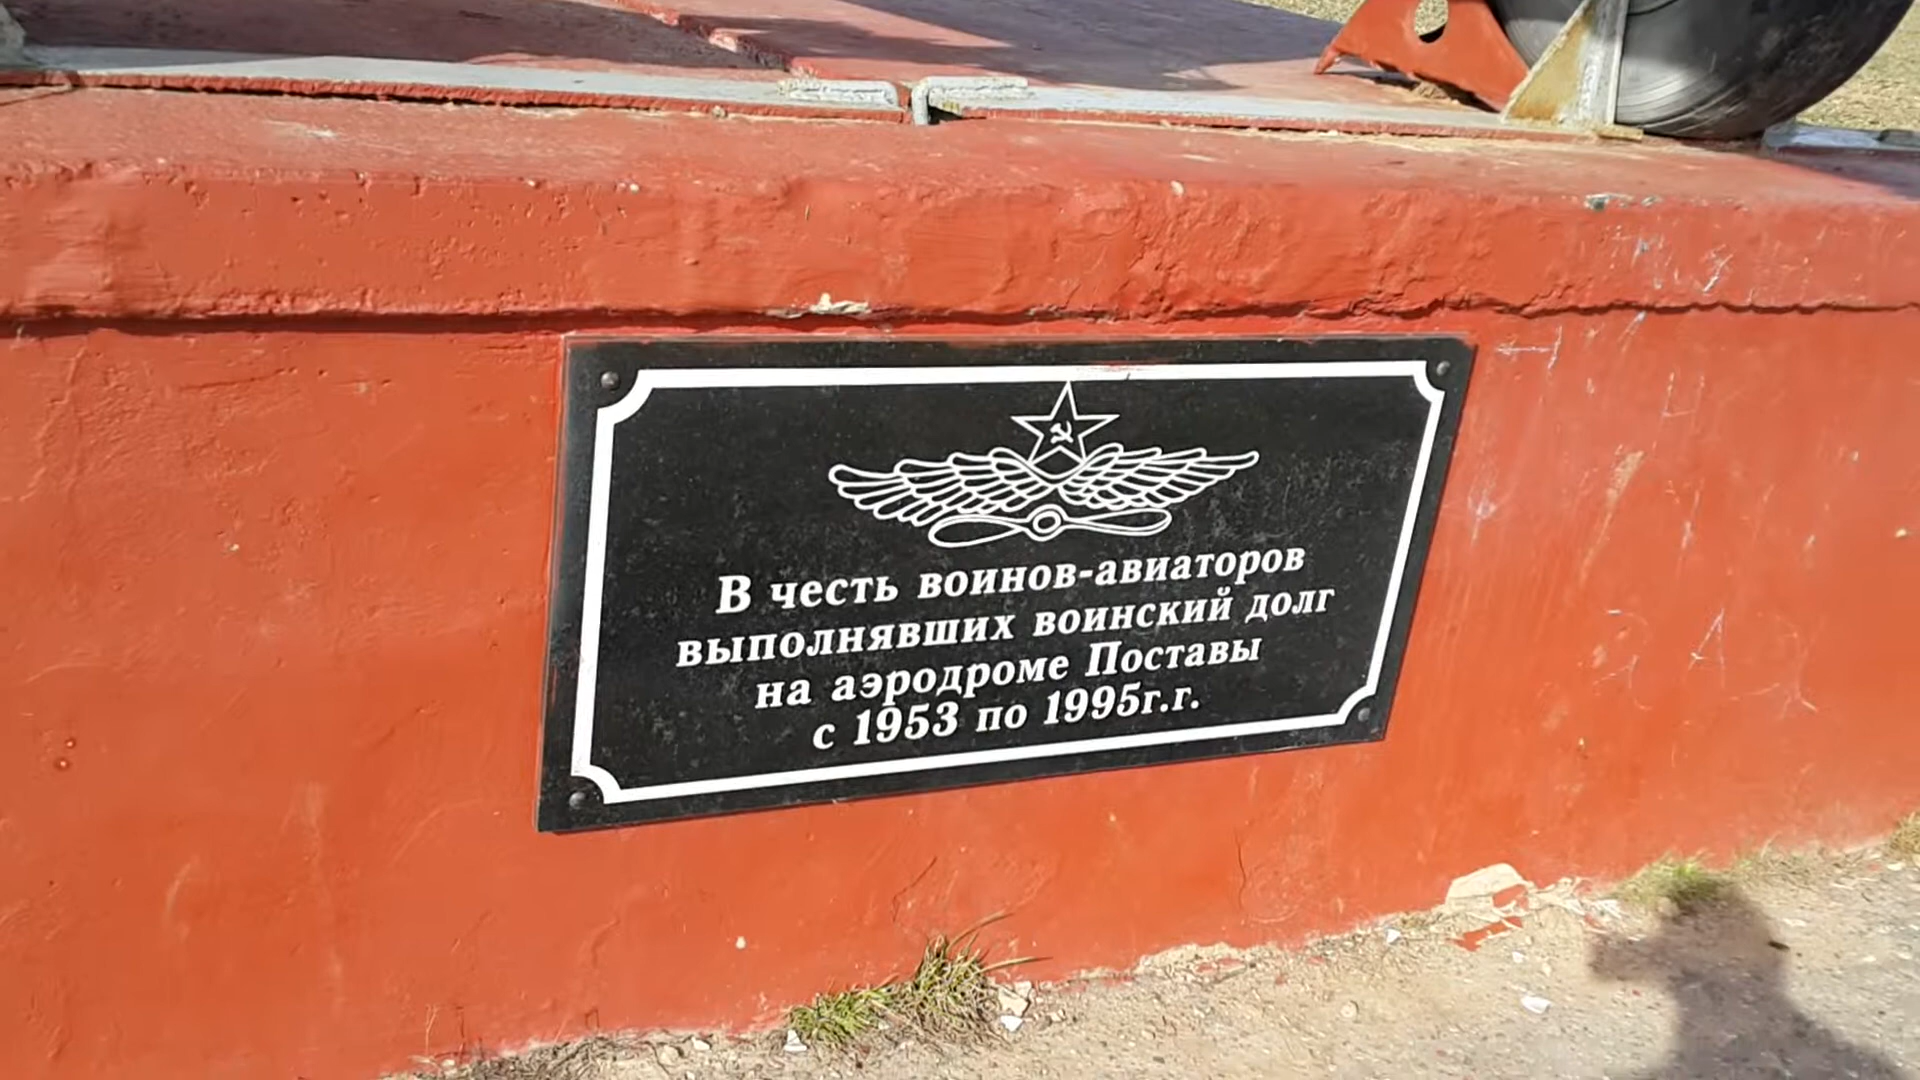 В честь воинов-авиаторов
выполнявших воинский долг
на аэродроме Поставы
с 1953 по 1995г.г.